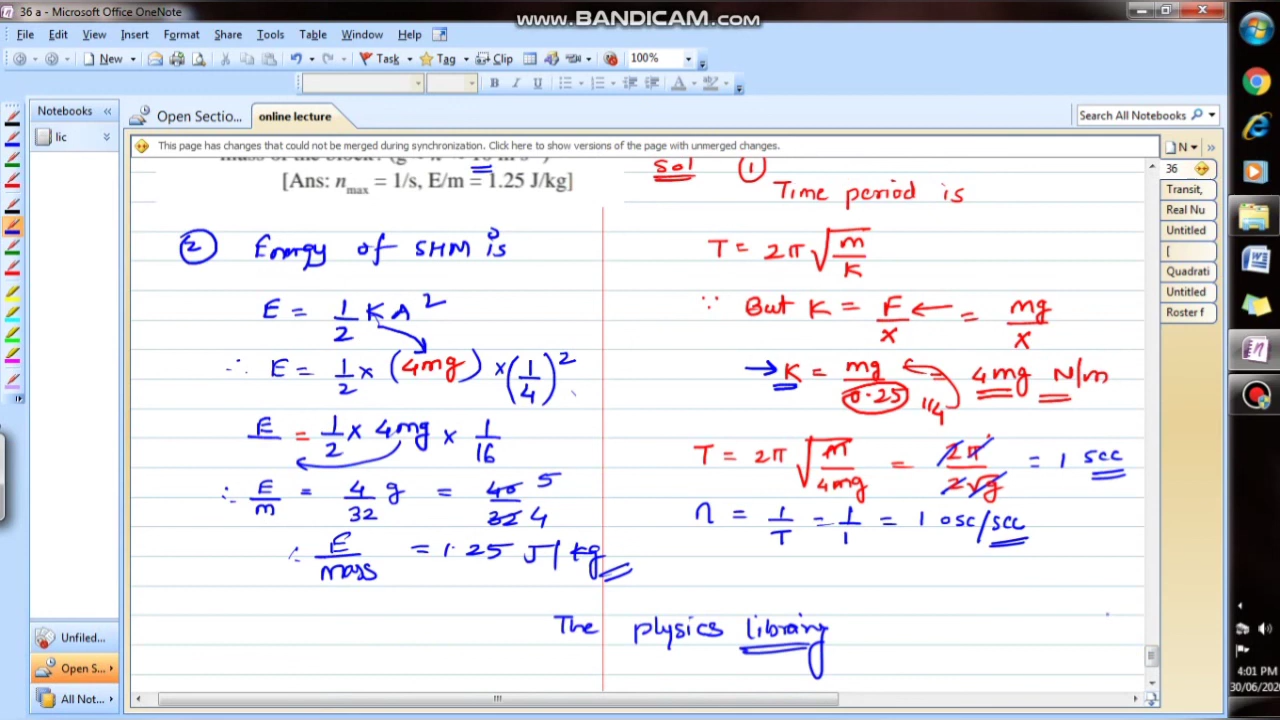 36 a - Microsoft Office OneNote
www.BANDICAM.com
File Edit View Insert Format Share Tools Table Window Help
New Task Tag Clip 100%
B I U
Notebooks «
lic
Open Sectio...
online lecture
Search All Notebooks
This page has changes that could not be merged during synchronization. Click here to show versions of the page with unmerged changes.
N
36
Transit,
Real Nu
Untitled
[
Quadrati
Untitled
Roster f
[Ans: n max = 1/s, E/m = 1.25 J/kg]
② Energy of SHM is
E = 1/2 KA²
∴ E = 1/2 × (4mg) × (1/4)²
E = 1/2 × 4mg × 1/16
∴ E/m = 4/32 g = 40/32 5/4
∴ E/mass = 1.25 J/kg
Sol ①
Time period is
T = 2π √m/K
∵ But K = F/x ← = mg/x
→ K = mg/0.25 = 4mg N/m
1/4
T = 2π √m/4mg = 2π/2√g = 1 sec
n = 1/T = 1/1 = 1 osc/sec
The physics library
Unfiled...
Open S...
All Not...
4:01 PM
30/06/202